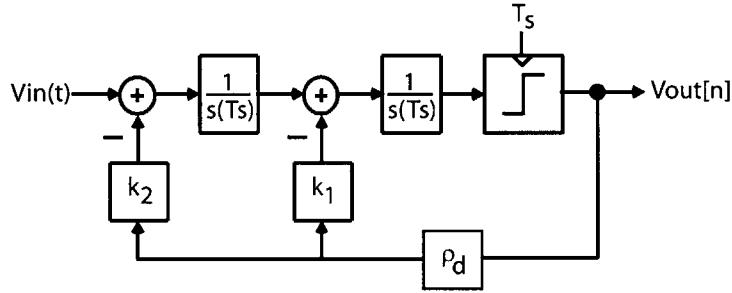 Ts
Vin(t) + 1/s(Ts) + 1/s(Ts) Vout[n]
− −
k2 k1
ρd